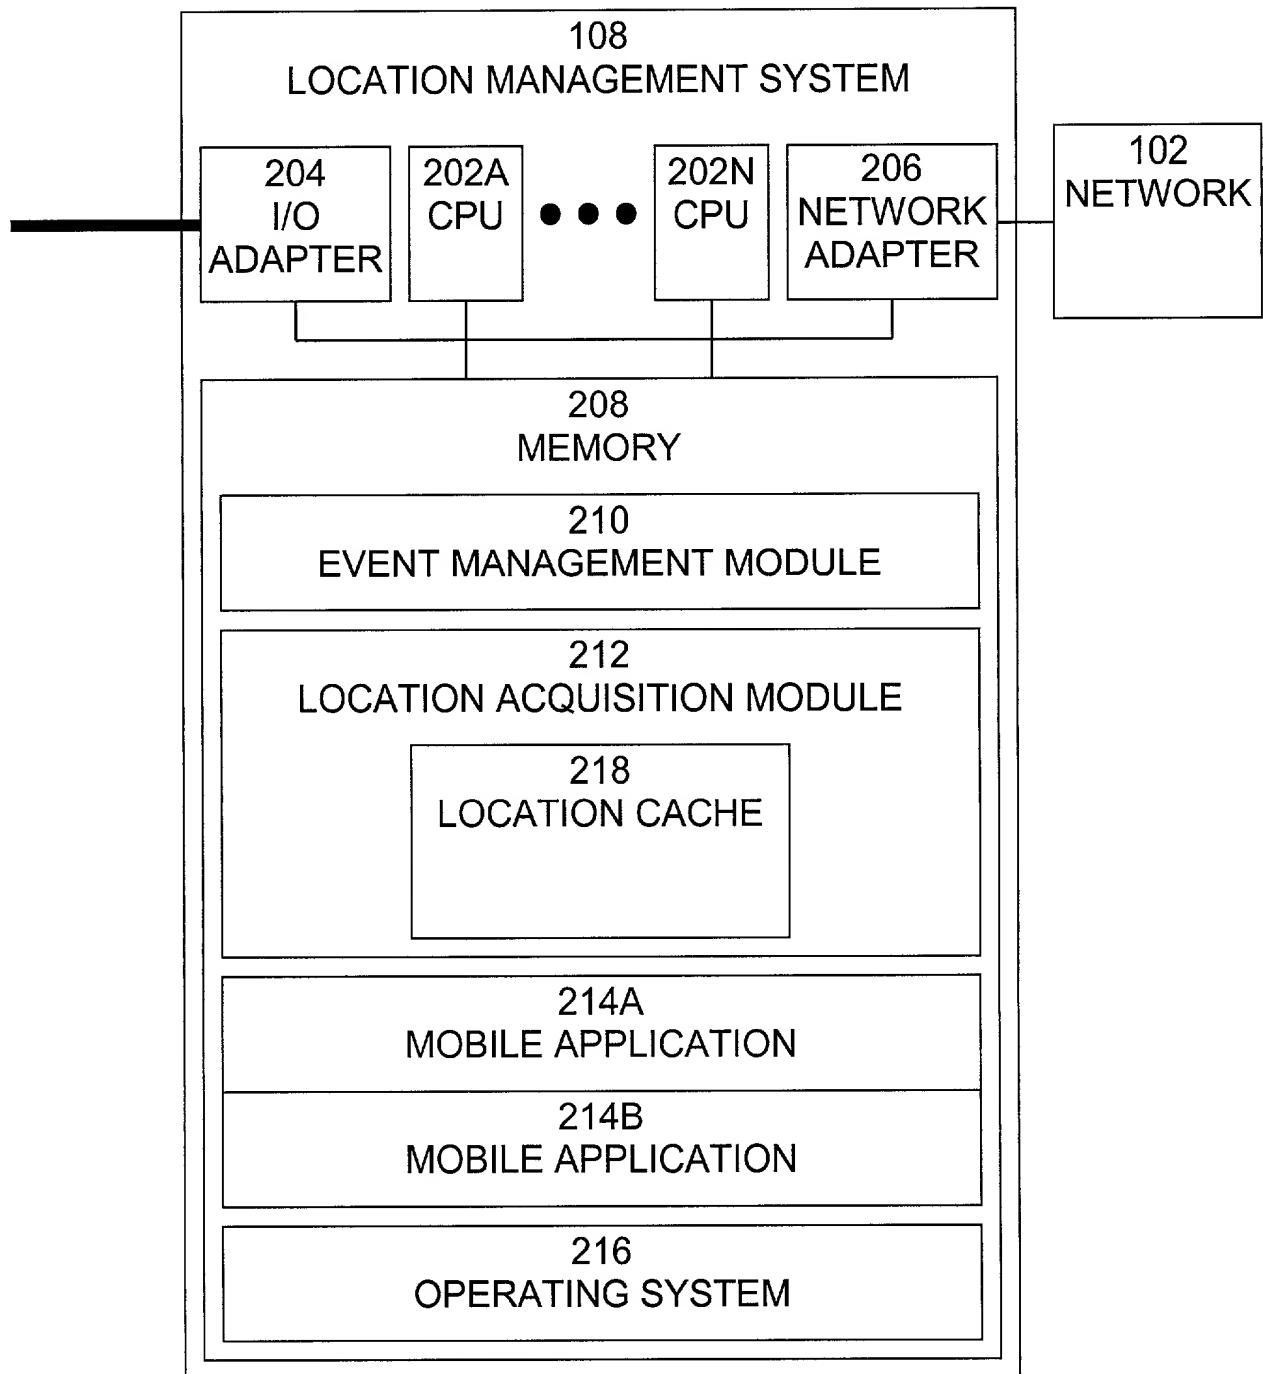 108
LOCATION MANAGEMENT SYSTEM
204
I/O
ADAPTER
202A
CPU
202N
CPU
206
NETWORK
ADAPTER
102
NETWORK
208
MEMORY
210
EVENT MANAGEMENT MODULE
212
LOCATION ACQUISITION MODULE
218
LOCATION CACHE
214A
MOBILE APPLICATION
214B
MOBILE APPLICATION
216
OPERATING SYSTEM